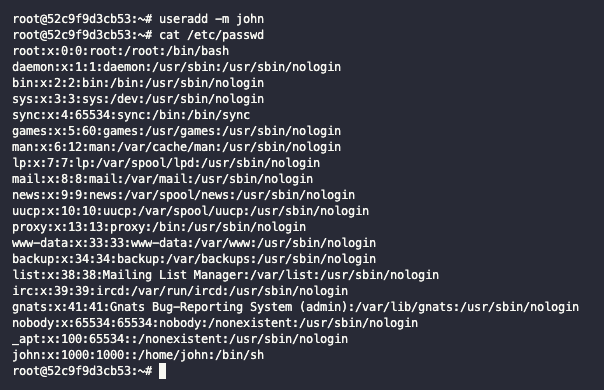 root@52c9f9d3cb53:~# useradd -m john
root@52c9f9d3cb53:~# cat /etc/passwd
root:x:0:0:root:/root:/bin/bash
daemon:x:1:1:daemon:/usr/sbin:/usr/sbin/nologin
bin:x:2:2:bin:/bin:/usr/sbin/nologin
sys:x:3:3:sys:/dev:/usr/sbin/nologin
sync:x:4:65534:sync:/bin:/bin/sync
games:x:5:60:games:/usr/games:/usr/sbin/nologin
man:x:6:12:man:/var/cache/man:/usr/sbin/nologin
lp:x:7:7:lp:/var/spool/lpd:/usr/sbin/nologin
mail:x:8:8:mail:/var/mail:/usr/sbin/nologin
news:x:9:9:news:/var/spool/news:/usr/sbin/nologin
uucp:x:10:10:uucp:/var/spool/uucp:/usr/sbin/nologin
proxy:x:13:13:proxy:/bin:/usr/sbin/nologin
www-data:x:33:33:www-data:/var/www:/usr/sbin/nologin
backup:x:34:34:backup:/var/backups:/usr/sbin/nologin
list:x:38:38:Mailing List Manager:/var/list:/usr/sbin/nologin
irc:x:39:39:ircd:/var/run/ircd:/usr/sbin/nologin
gnats:x:41:41:Gnats Bug-Reporting System (admin):/var/lib/gnats:/usr/sbin/nologin
nobody:x:65534:65534:nobody:/nonexistent:/usr/sbin/nologin
_apt:x:100:65534::/nonexistent:/usr/sbin/nologin
john:x:1000:1000::/home/john:/bin/sh
root@52c9f9d3cb53:~#